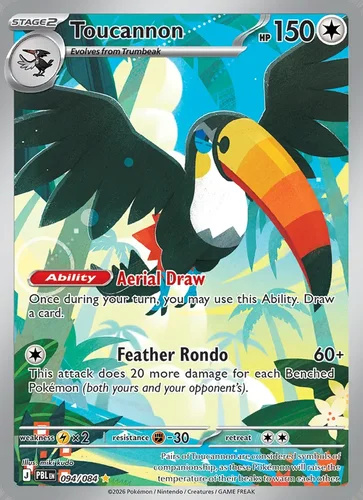 STAGE2 Toucannon HP 150
Evolves from Trumbeak
Ability Aerial Draw
Once during your turn, you may use this Ability. Draw
a card.
Feather Rondo 60+
This attack does 20 more damage for each Benched
Pokémon (both yours and your opponent's).
weakness ×2 resistance -30 retreat
Illus. miki kudo
J PBL EN 094/084
Pairs of Toucannon are considered symbols of
companionship, as these Pokémon will raise the
temperature of their beaks to warm each other.
©2026 Pokémon / Nintendo / Creatures / GAME FREAK